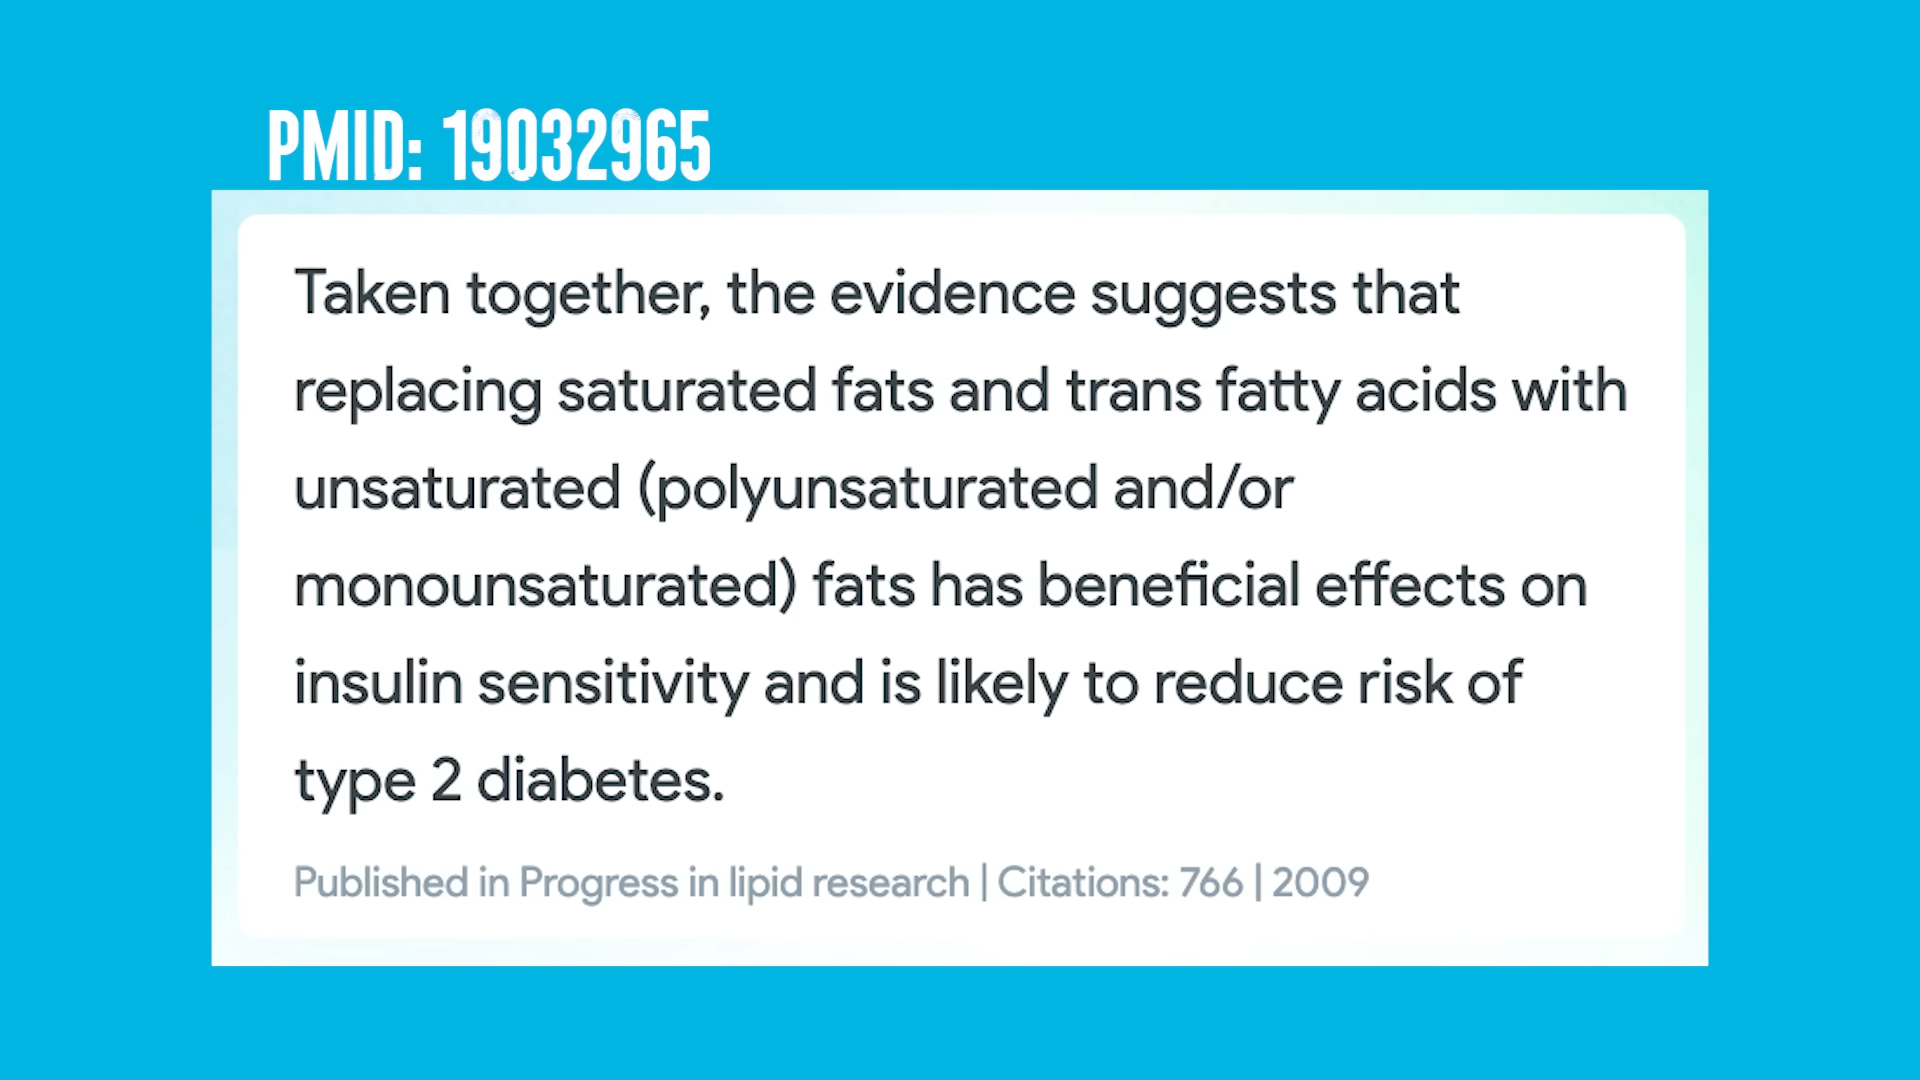 PMID: 19032965
Taken together, the evidence suggests that
replacing saturated fats and trans fatty acids with
unsaturated (polyunsaturated and/or
monounsaturated) fats has beneficial effects on
insulin sensitivity and is likely to reduce risk of
type 2 diabetes.
Published in Progress in lipid research | Citations: 766 | 2009